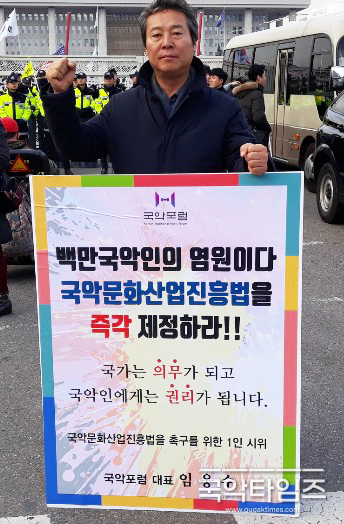 국악포럼
백만국악인의 염원이다
국악문화산업진흥법을
즉각 제정하라!!
국가는 의무가 되고
국악인에게는 권리가 됩니다.
국악문화산업진흥법을 촉구를 위한 1인 시위
국악포럼 대표 임
국악타임즈
www.gugaktimes.com